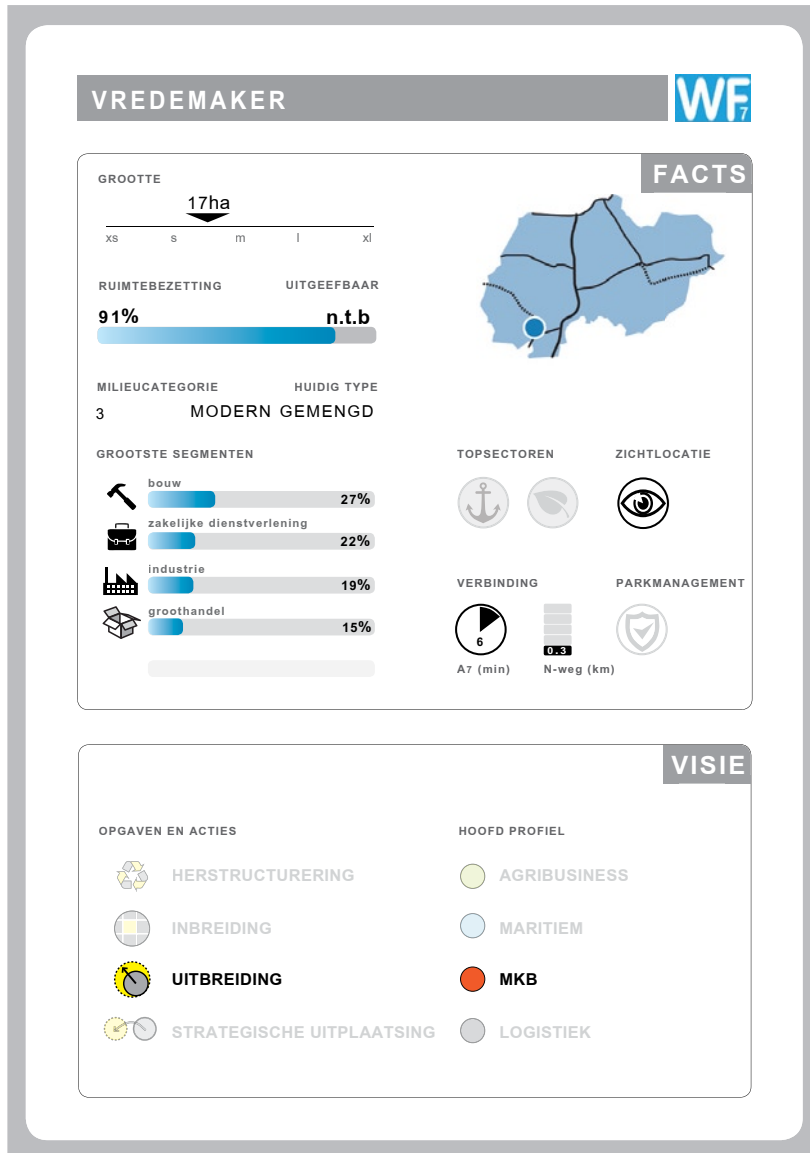 VREDEMAKER
WF7
FACTS
GROOTTE
17ha
xs s m l xl
RUIMTEBEZETTING UITGEEFBAAR
91% n.t.b
MILIEUCATEGORIE HUIDIG TYPE
3 MODERN GEMENGD
GROOTSTE SEGMENTEN
bouw
27%
zakelijke dienstverlening
22%
industrie
19%
groothandel
15%
TOPSECTOREN ZICHTLOCATIE
VERBINDING PARKMANAGEMENT
6 0.3
A7 (min) N-weg (km)
VISIE
OPGAVEN EN ACTIES
HERSTRUCTURERING
INBREIDING
UITBREIDING
STRATEGISCHE UITPLAATSING
HOOFD PROFIEL
AGRIBUSINESS
MARITIEM
MKB
LOGISTIEK